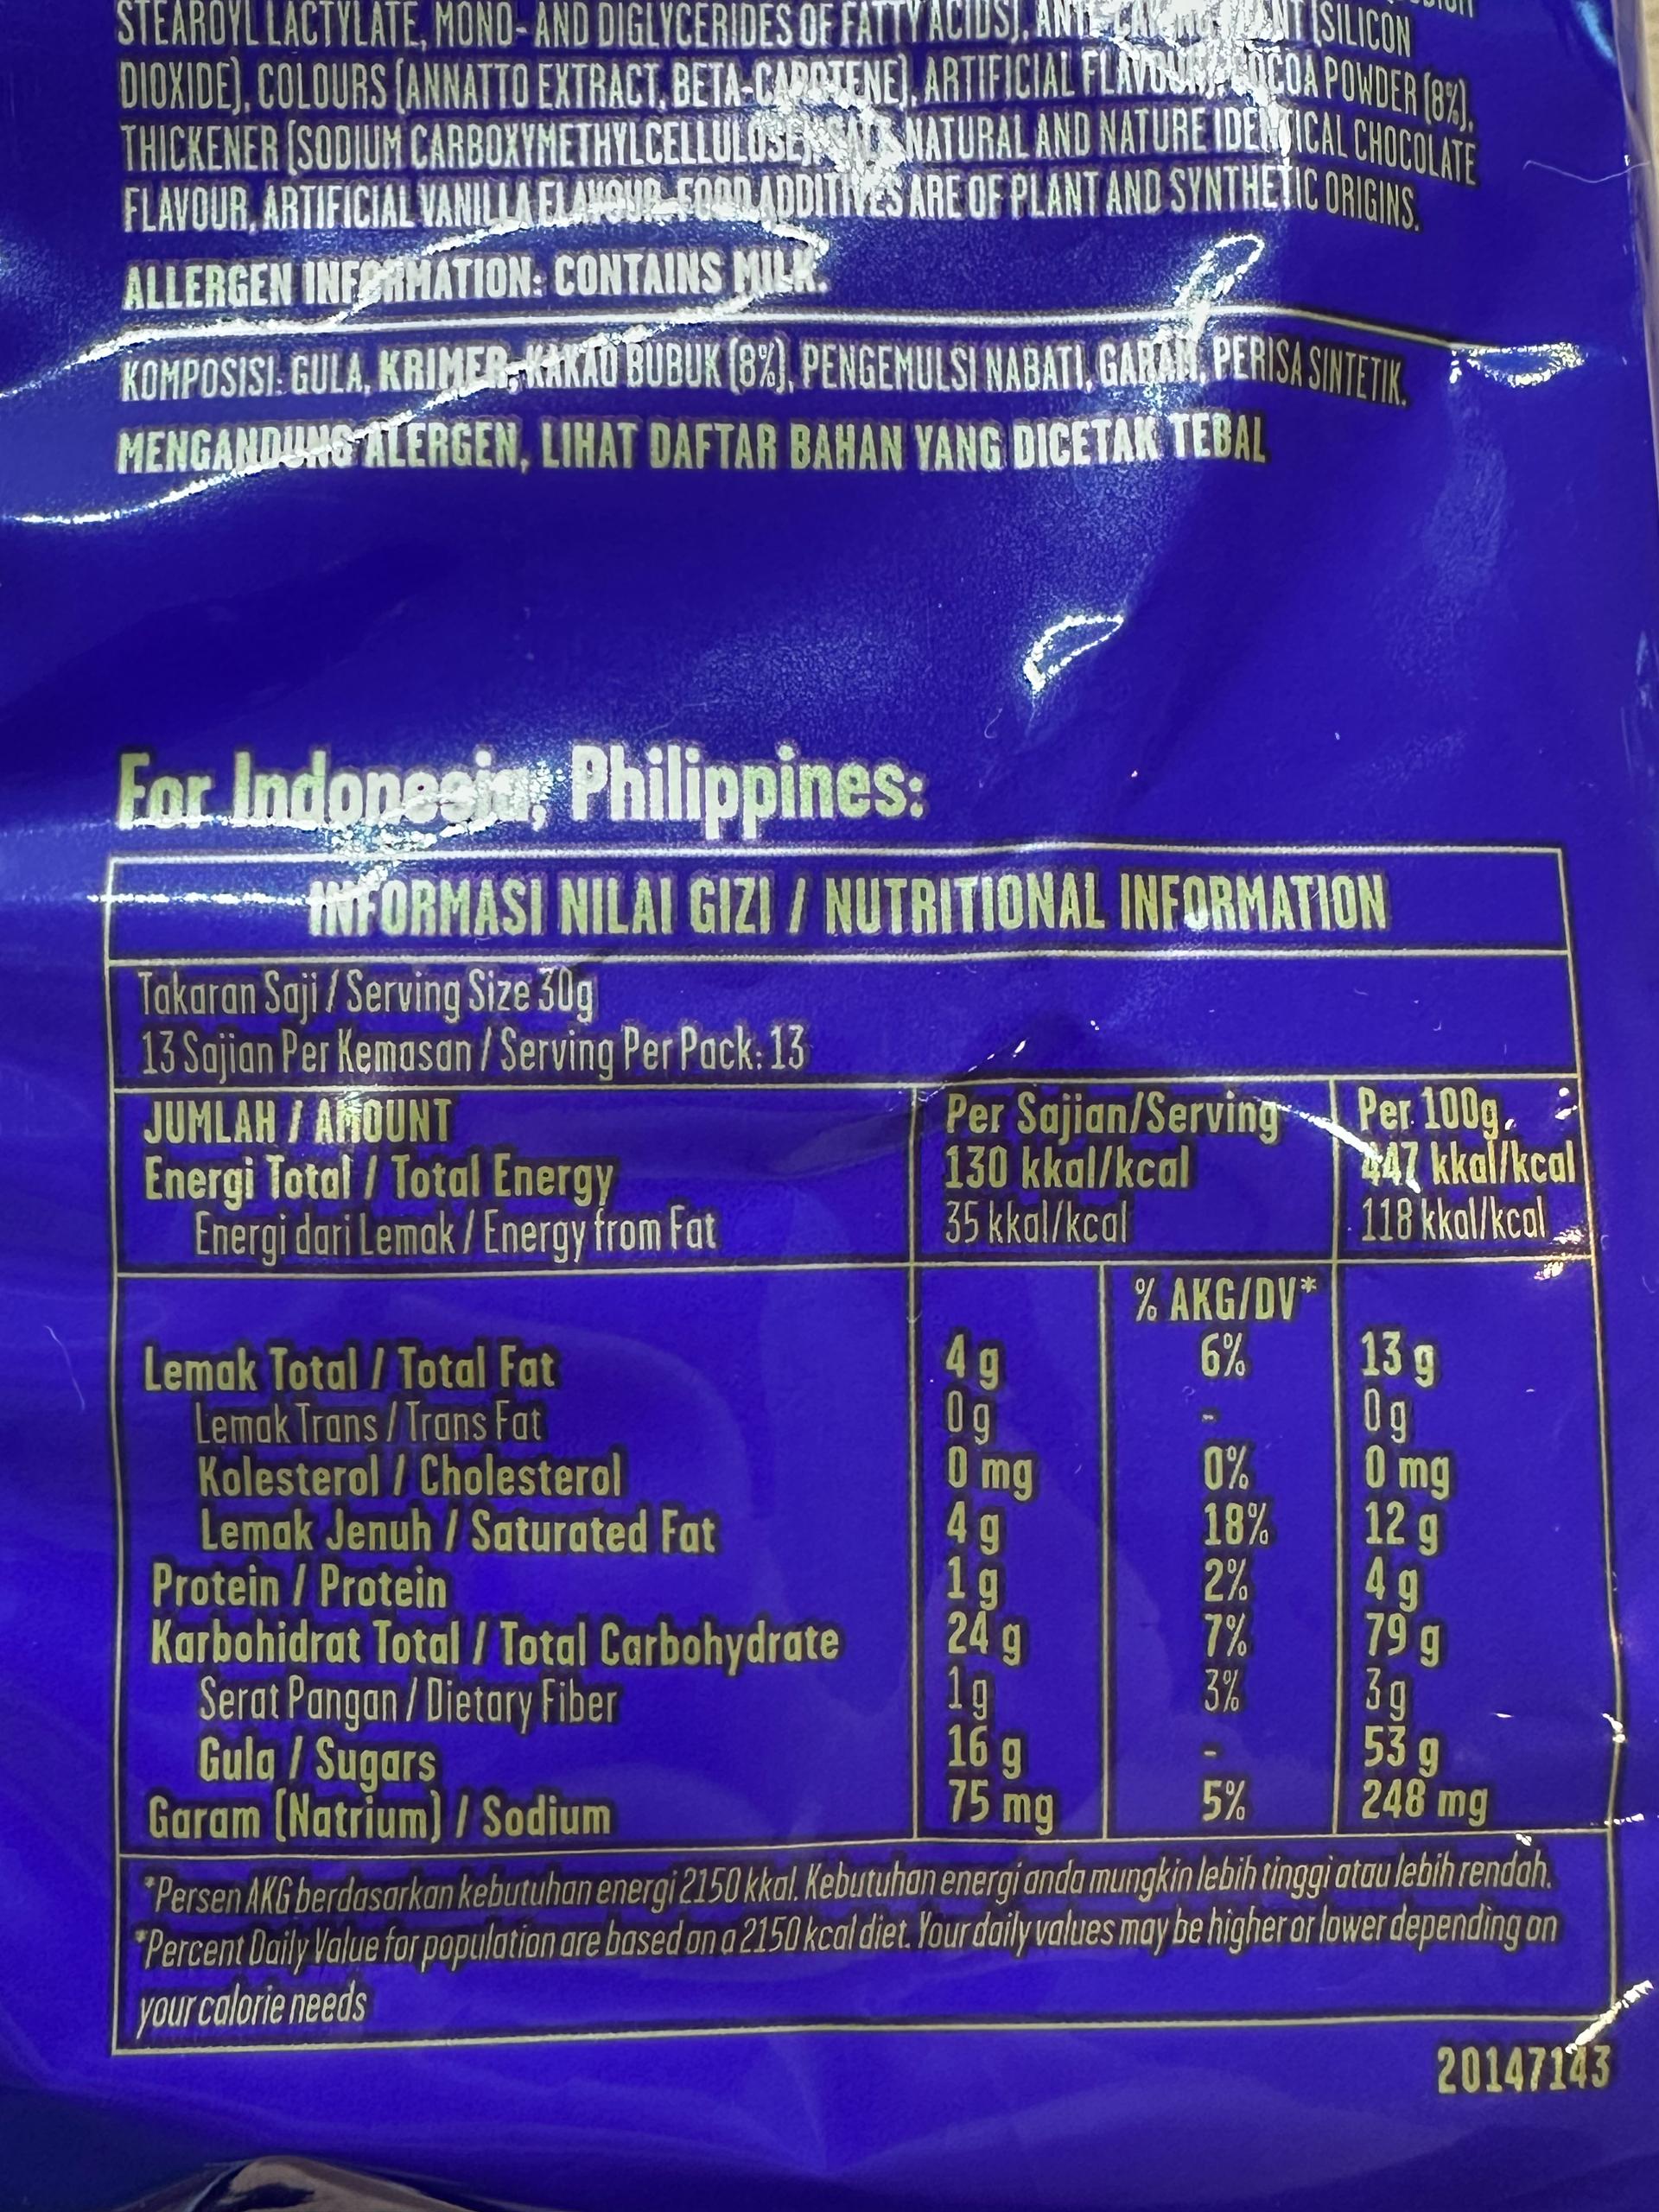 STEAROYL LACTYLATE, MONO- AND DIGLYCERIDES OF FATTY ACIDS), (SILICON
DIOXIDE), COLOURS (ANNATTO EXTRACT, BETA-CAROTENE), ARTIFICIAL FLAVOUR), COCOA POWDER (8%),
THICKENER (SODIUM CARBOXYMETHYLCELLULOSE), SALT, NATURAL AND NATURE IDENTICAL CHOCOLATE
FLAVOUR, ARTIFICIAL VANILLA FLAVOUR. FOOD ADDITIVES ARE OF PLANT AND SYNTHETIC ORIGINS.
ALLERGEN INFORMATION: CONTAINS MILK.
KOMPOSISI: GULA, KRIMER, KAKAO BUBUK (8%), PENGEMULSI NABATI, GARAM, PERISA SINTETIK.
MENGANDUNG ALERGEN, LIHAT DAFTAR BAHAN YANG DICETAK TEBAL
For Indonesia, Philippines:
INFORMASI NILAI GIZI / NUTRITIONAL INFORMATION
Takaran Saji / Serving Size 30g
13 Sajian Per Kemasan / Serving Per Pack: 13
JUMLAH / AMOUNT Per Sajian/Serving Per 100g
Energi Total / Total Energy 130 kkal/kcal 447 kkal/kcal
Energi dari Lemak / Energy from Fat 35 kkal/kcal 118 kkal/kcal
% AKG/DV*
Lemak Total / Total Fat 4 g 6% 13 g
Lemak Trans / Trans Fat 0 g - 0 g
Kolesterol / Cholesterol 0 mg 0% 0 mg
Lemak Jenuh / Saturated Fat 4 g 18% 12 g
Protein / Protein 1 g 2% 4 g
Karbohidrat Total / Total Carbohydrate 24 g 7% 79 g
Serat Pangan / Dietary Fiber 1 g 3% 3 g
Gula / Sugars 16 g - 53 g
Garam (Natrium) / Sodium 75 mg 5% 248 mg
*Persen AKG berdasarkan kebutuhan energi 2150 kkal. Kebutuhan energi anda mungkin lebih tinggi atau lebih rendah.
*Percent Daily Value for population are based on a 2150 kcal diet. Your daily values may be higher or lower depending on
your calorie needs
20147143